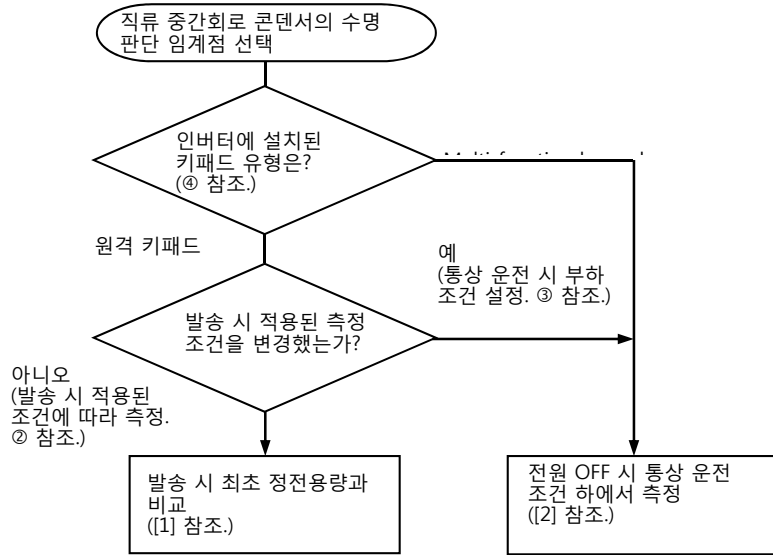 직류 중간회로 콘덴서의 수명
판단 임계점 선택
인버터에 설치된
키패드 유형은?
(④ 참조.)
원격 키패드
예
(통상 운전 시 부하
조건 설정. ③ 참조.)
발송 시 적용된 측정
조건을 변경했는가?
아니오
(발송 시 적용된
조건에 따라 측정.
② 참조.)
발송 시 최초 정전용량과
비교
([1] 참조.)
전원 OFF 시 통상 운전
조건 하에서 측정
([2] 참조.)